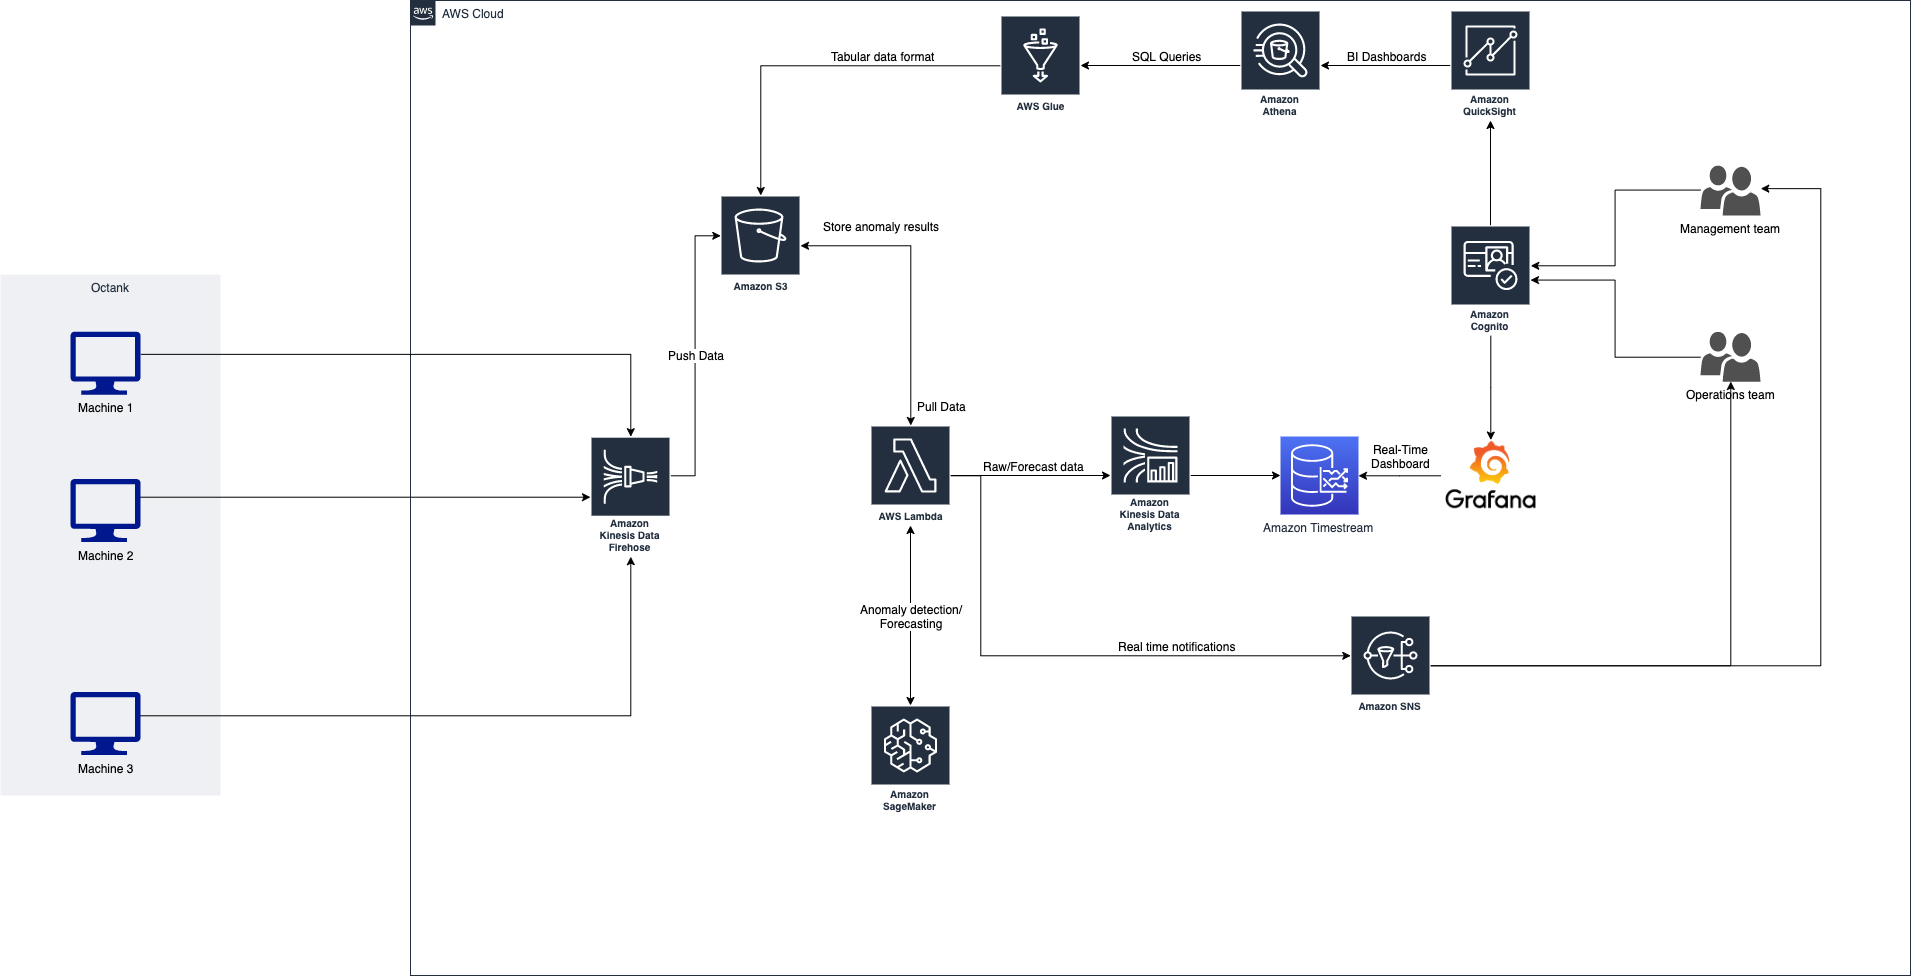 aws
AWS Cloud
Tabular data format
SQL Queries
BI Dashboards
AWS Glue
Amazon
Athena
Amazon
QuickSight
Store anomaly results
Management team
Amazon S3
Octank
Amazon
Cognito
Push Data
Machine 1
Operations team
Pull Data
Raw/Forecast data
Real-Time
Dashboard
Grafana
Amazon
Kinesis Data
Analytics
AWS Lambda
Amazon
Kinesis Data
Firehose
Amazon Timestream
Machine 2
Anomaly detection/
Forecasting
Real time notifications
Amazon SNS
Machine 3
Amazon
SageMaker